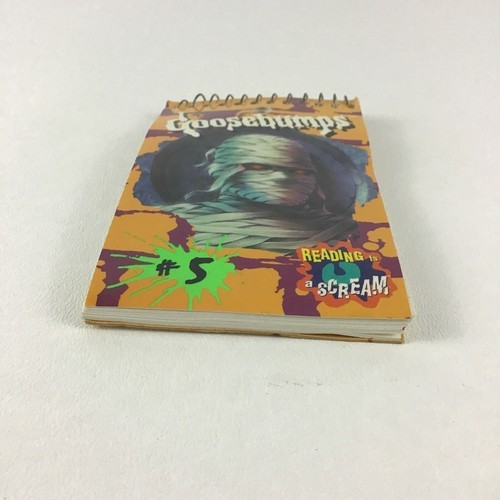 Goosebumps
#5
READING is
a SCREAM